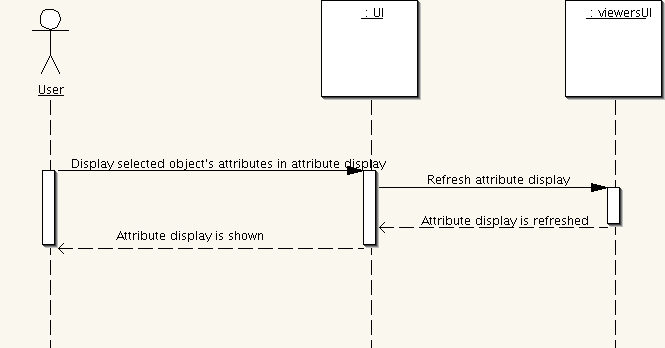 : UI
: viewersUI
User
Display selected object's attributes in attribute display
Refresh attribute display
Attribute display is refreshed
Attribute display is shown